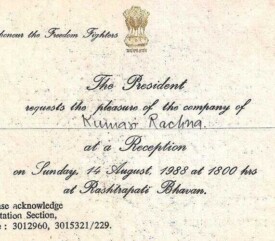 honour the Freedom Fighters
The President
requests the pleasure of the company of
Kumari Rachna.
at a Reception
on Sunday, 14 August, 1988 at 1800 hrs
at Rashtrapati Bhavan.
ase acknowledge
tation Section,
e : 3012960, 3015321/229.